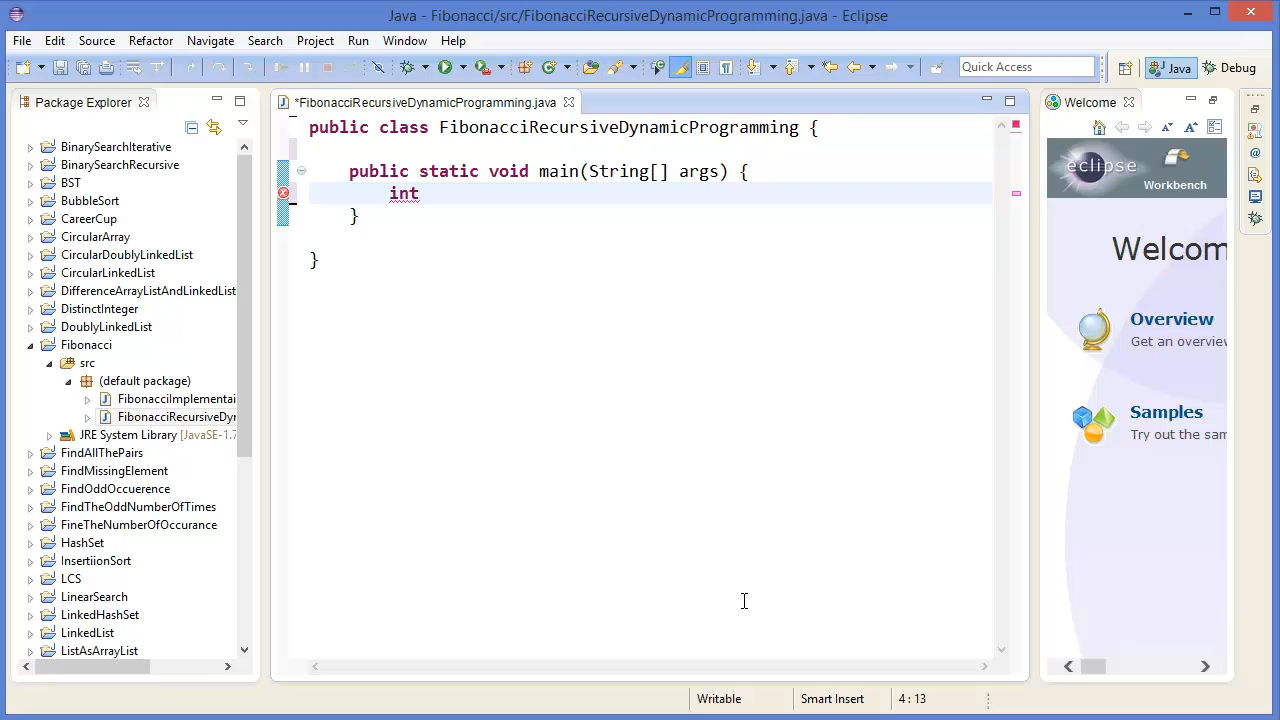 Java - Fibonacci/src/FibonacciRecursiveDynamicProgramming.java - Eclipse
File Edit Source Refactor Navigate Search Project Run Window Help
Quick Access
Java
Debug
Package Explorer
*FibonacciRecursiveDynamicProgramming.java
Welcome
BinarySearchIterative
BinarySearchRecursive
BST
BubbleSort
CareerCup
CircularArray
CircularDoublyLinkedList
CircularLinkedList
DifferenceArrayListAndLinkedList
DistinctInteger
DoublyLinkedList
Fibonacci
src
(default package)
FibonacciImplementai
FibonacciRecursiveDyr
JRE System Library [JavaSE-1.7
FindAllThePairs
FindMissingElement
FindOddOccuerence
FindTheOddNumberOfTimes
FineTheNumberOfOccurance
HashSet
InsertiionSort
LCS
LinearSearch
LinkedHashSet
LinkedList
ListAsArrayList
public class FibonacciRecursiveDynamicProgramming {
public static void main(String[] args) {
int
}
}
eclipse
Workbench
Welcom
Overview
Get an overview
Samples
Try out the sam
Writable
Smart Insert
4 : 13